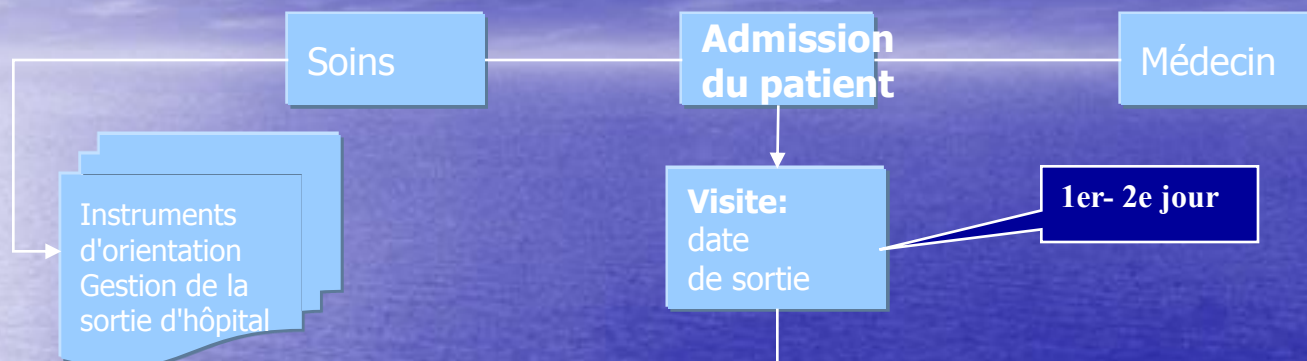 Soins
Admission
du patient
Médecin
Instruments
d'orientation
Gestion de la
sortie d'hôpital
Visite:
date
de sortie
1er- 2e jour